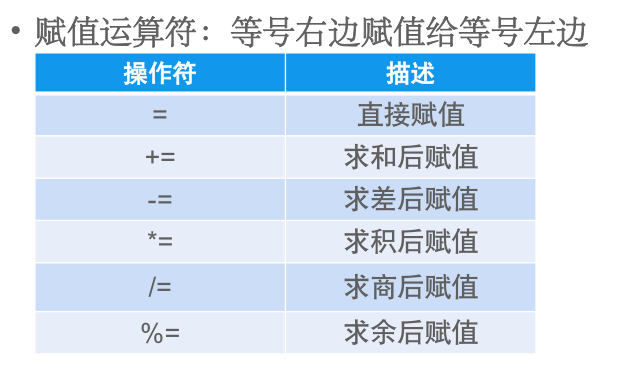 • 赋值运算符：等号右边赋值给等号左边
操作符 描述
= 直接赋值
+= 求和后赋值
-= 求差后赋值
*= 求积后赋值
/= 求商后赋值
%= 求余后赋值